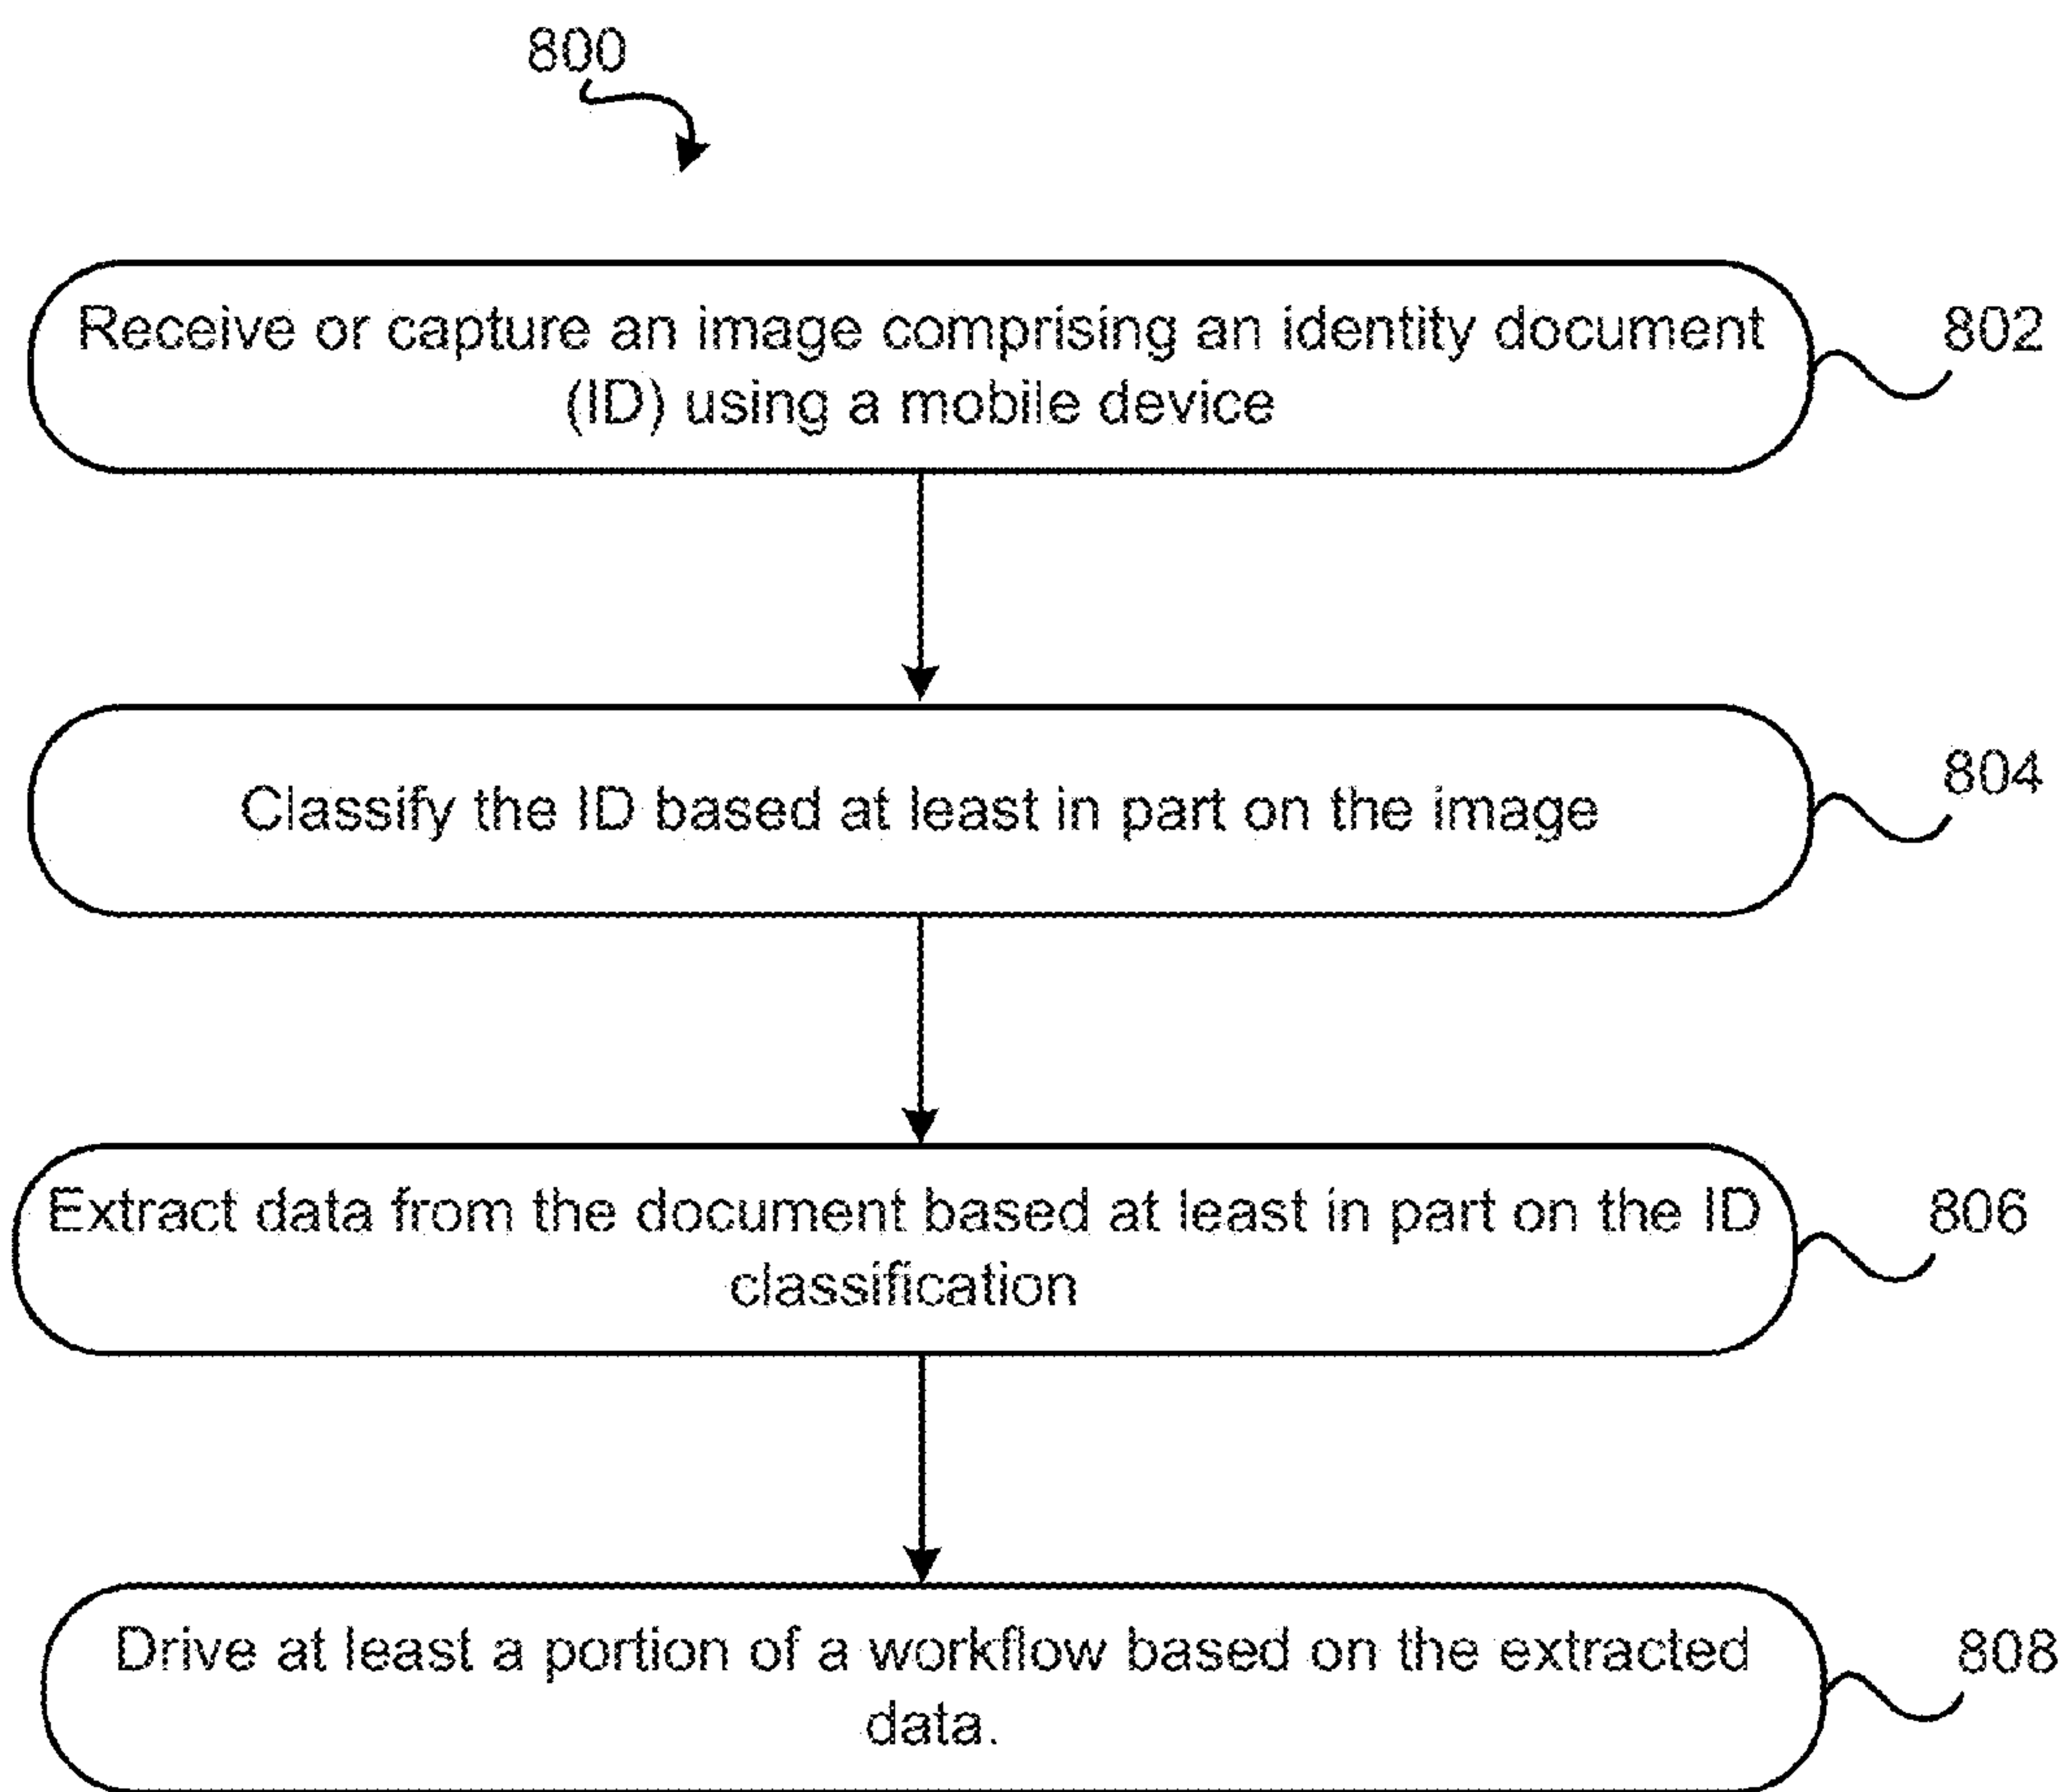 800
Receive or capture an image comprising an identity document
(ID) using a mobile device
802
Classify the ID based at least in part on the image
804
Extract data from the document based at least in part on the ID
classification
806
Drive at least a portion of a workflow based on the extracted
data.
808